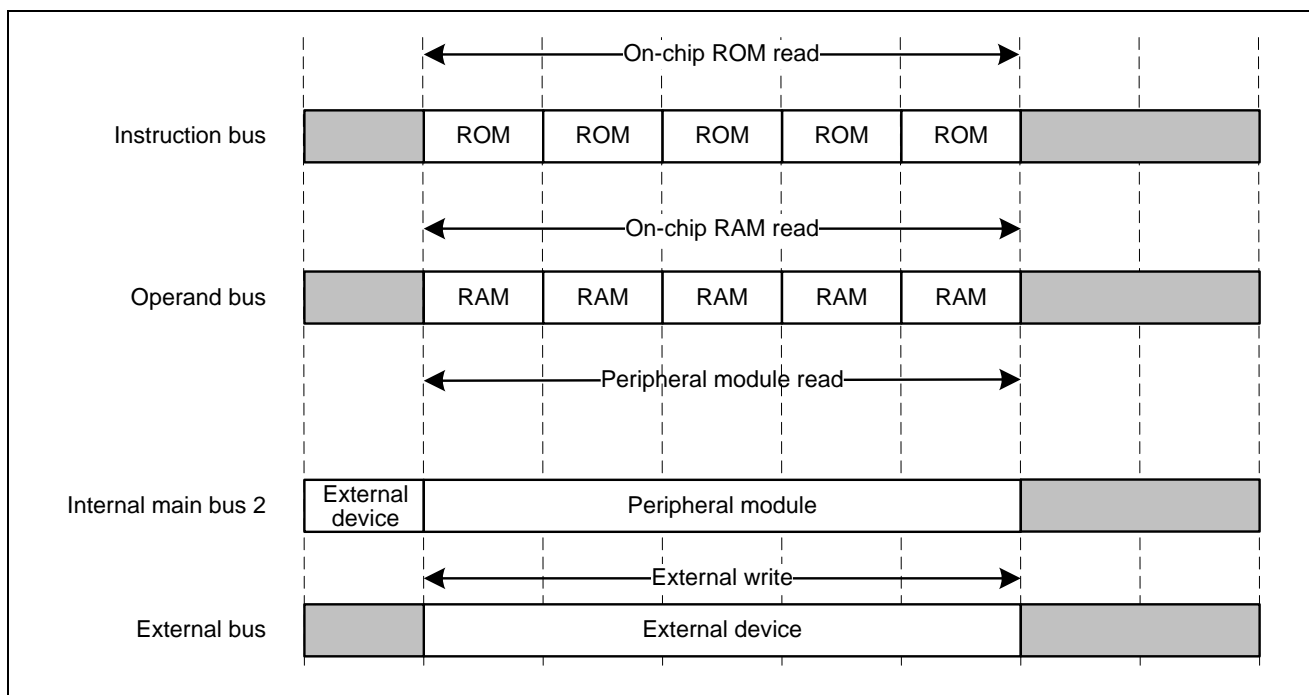 On-chip ROM read
Instruction bus ROM ROM ROM ROM ROM
On-chip RAM read
Operand bus RAM RAM RAM RAM RAM
Peripheral module read
Internal main bus 2 External device Peripheral module
External write
External bus External device